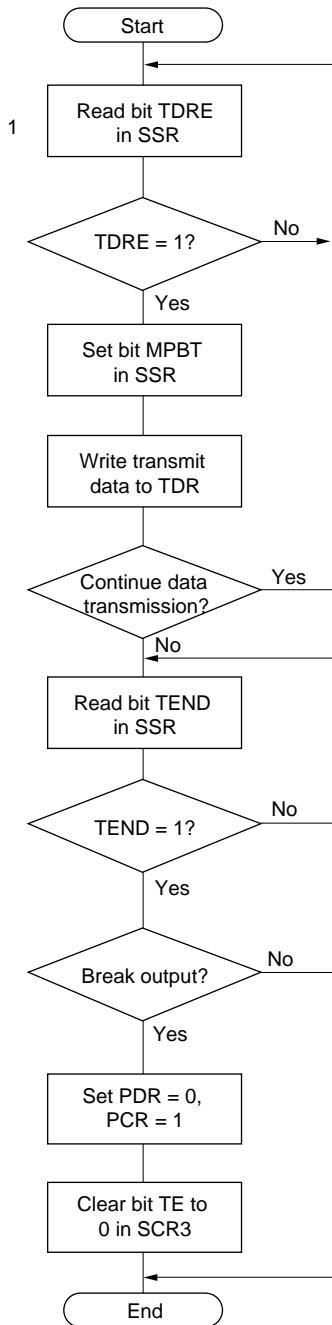 Start
1
Read bit TDRE
in SSR
TDRE = 1?
No
Yes
Set bit MPBT
in SSR
Write transmit
data to TDR
Continue data
transmission?
Yes
No
Read bit TEND
in SSR
TEND = 1?
No
Yes
Break output?
No
Yes
Set PDR = 0,
PCR = 1
Clear bit TE to
0 in SCR3
End